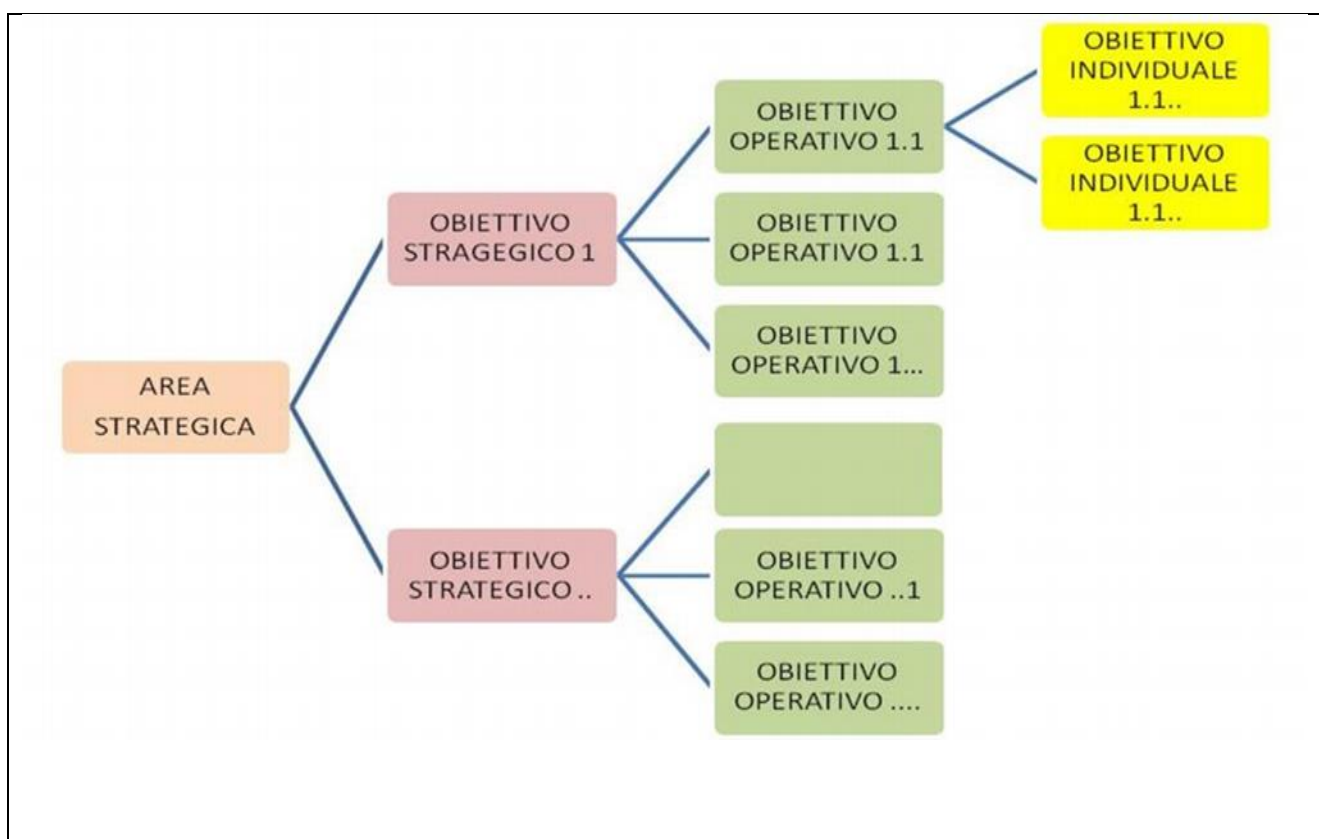 AREA
STRATEGICA
OBIETTIVO
STRAGEGICO 1
OBIETTIVO
OPERATIVO 1.1
OBIETTIVO
INDIVIDUALE
1.1..
OBIETTIVO
INDIVIDUALE
1.1..
OBIETTIVO
OPERATIVO 1.1
OBIETTIVO
OPERATIVO 1...
OBIETTIVO
STRATEGICO ..
OBIETTIVO
OPERATIVO ..1
OBIETTIVO
OPERATIVO ....